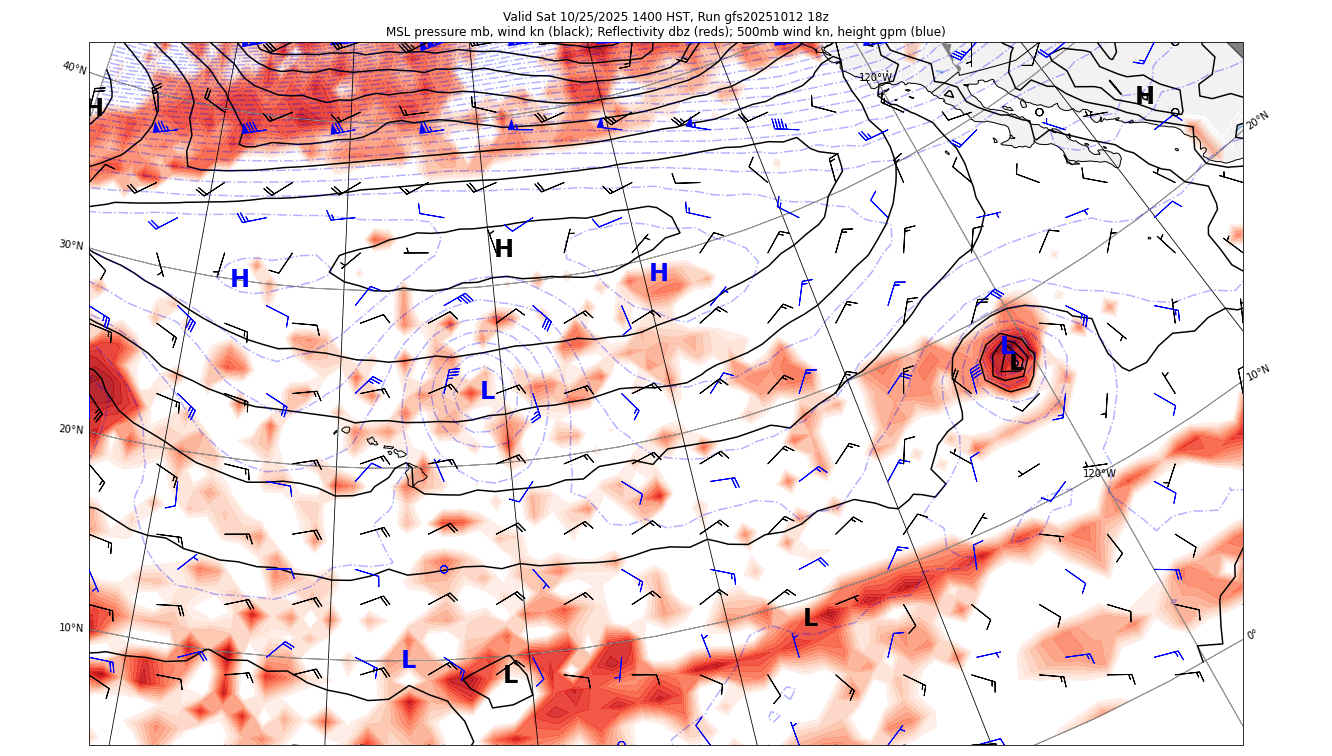 Valid Sat 10/25/2025 1400 HST, Run gfs20251012 18z
MSL pressure mb, wind kn (black); Reflectivity dbz (reds); 500mb wind kn, height gpm (blue)
40°N
120°W
H
H
20°N
30°N
H
H
H
L
L
10°N
L
20°N
120°W
10°N
L
0°
L
L